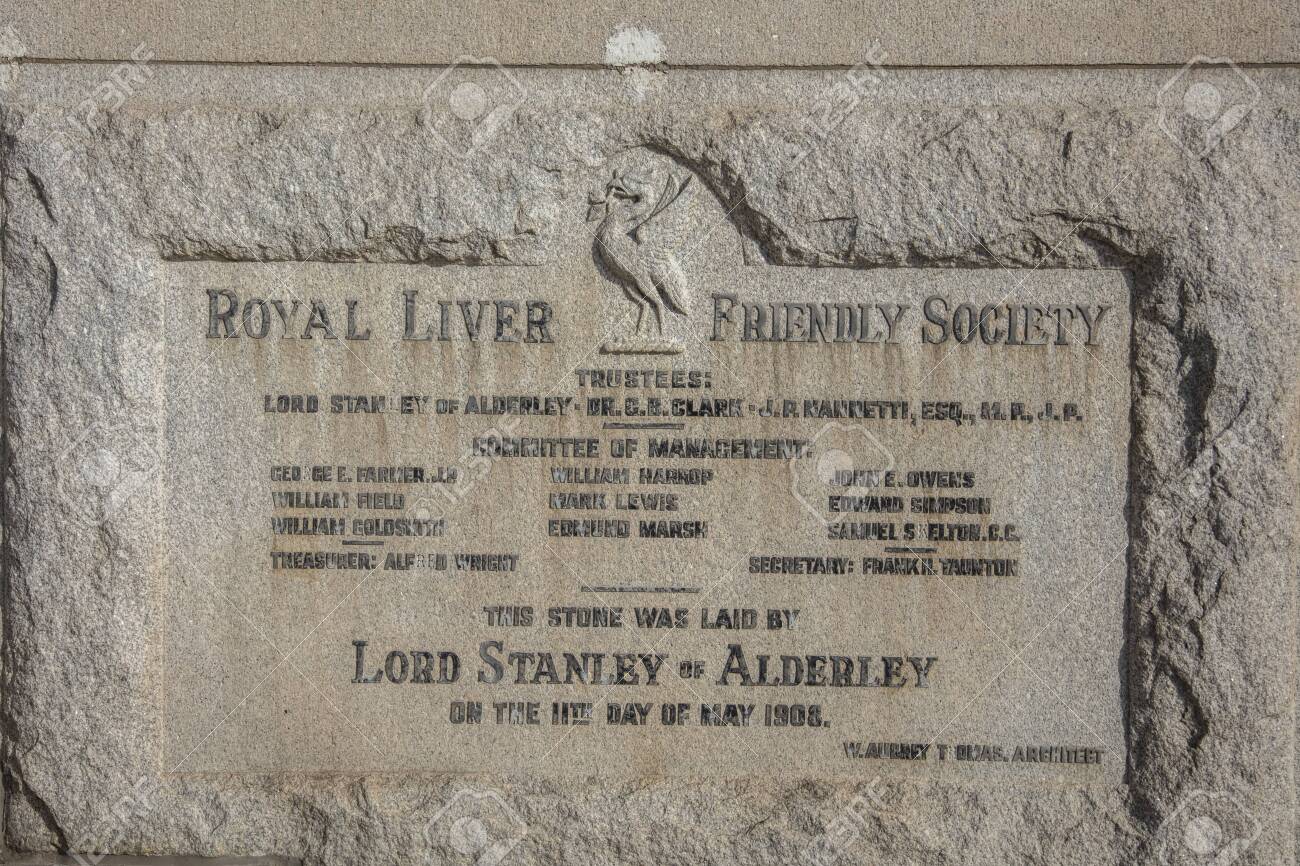 ROYAL LIVER FRIENDLY SOCIETY
TRUSTEES:
LORD STANLEY OF ALDERLEY · DR. G. B. CLARK · J. P. NANNETTI, ESQ., M.P., J.P.
COMMITTEE OF MANAGEMENT:
GEORGE E. FARMER. J.P. WILLIAM HARROP JOHN E. OWENS
WILLIAM FIELD MARK LEWIS EDWARD SIMPSON
WILLIAM GOLDSMITH EDMUND MARSH SAMUEL SKELTON. C.C.
TREASURER: ALFRED WRIGHT SECRETARY: FRANK H. TAUNTON
THIS STONE WAS LAID BY
LORD STANLEY OF ALDERLEY
ON THE 11TH DAY OF MAY 1908.
W. AUBREY THOMAS. ARCHITECT
123RF